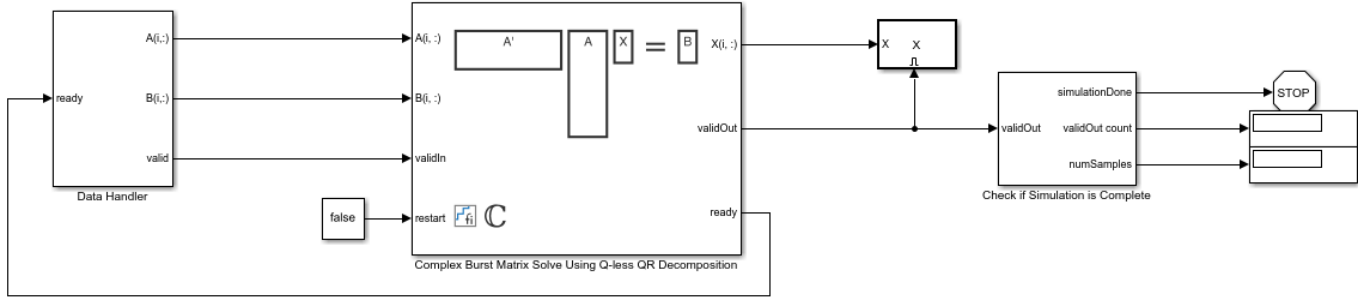 ready
A(i,:)
B(i,:)
valid
Data Handler
false
A(i, :)
B(i, :)
validIn
restart
A'
A
X
=
B
fi
ℂ
X(i, :)
validOut
ready
Complex Burst Matrix Solve Using Q-less QR Decomposition
X
X
validOut
simulationDone
validOut count
numSamples
Check if Simulation is Complete
STOP